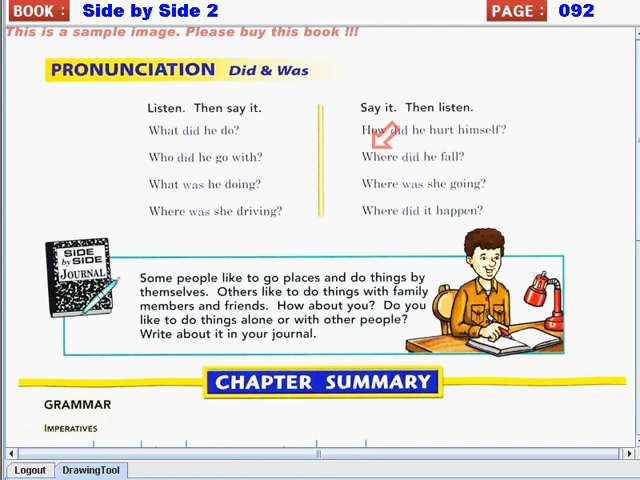 BOOK : Side by Side 2 PAGE : 092
This is a sample image. Please buy this book !!!
PRONUNCIATION Did & Was
Listen. Then say it.
What did he do?
Who did he go with?
What was he doing?
Where was she driving?
Say it. Then listen.
How did he hurt himself?
Where did he fall?
Where was she going?
Where did it happen?
SIDE
by SIDE
JOURNAL
Some people like to go places and do things by
themselves. Others like to do things with family
members and friends. How about you? Do you
like to do things alone or with other people?
Write about it in your journal.
CHAPTER SUMMARY
GRAMMAR
IMPERATIVES
Logout DrawingTool